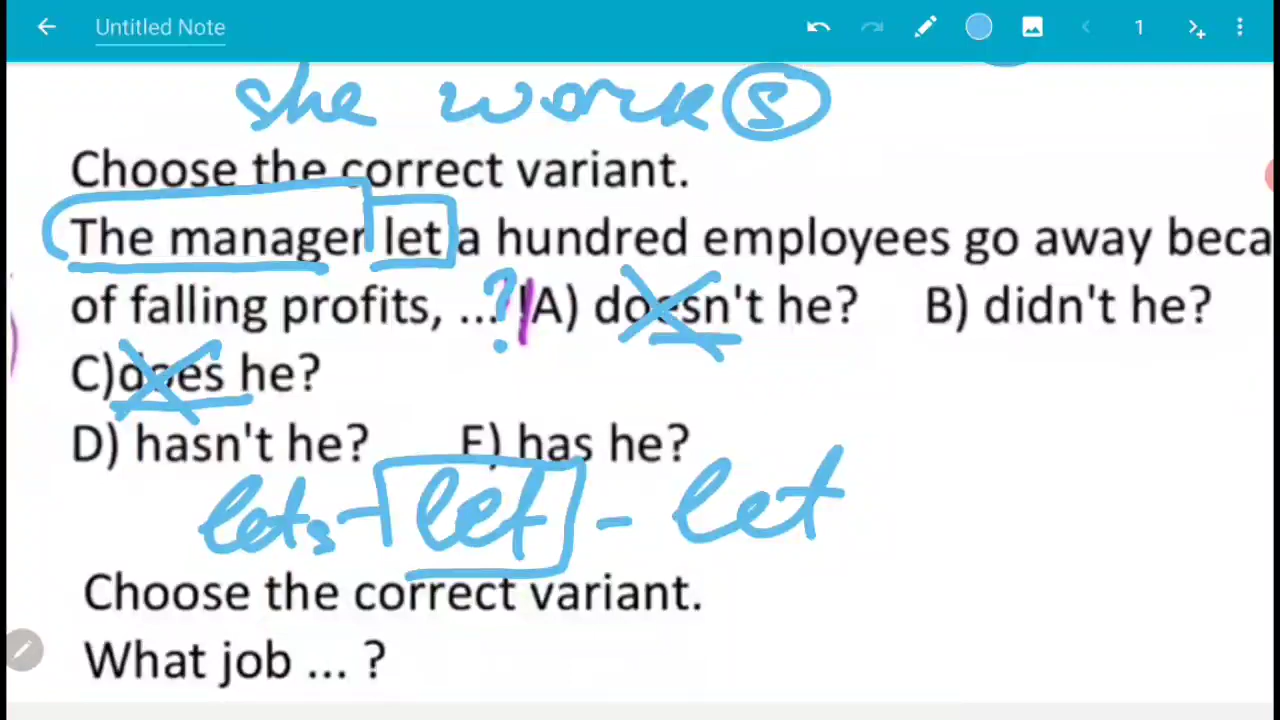 Untitled Note
1
she works
Choose the correct variant.
The manager let a hundred employees go away beca
of falling profits, ...? A) doesn't he? B) didn't he?
C)does he?
D) hasn't he? E) has he?
lets - let - let
Choose the correct variant.
What job ... ?